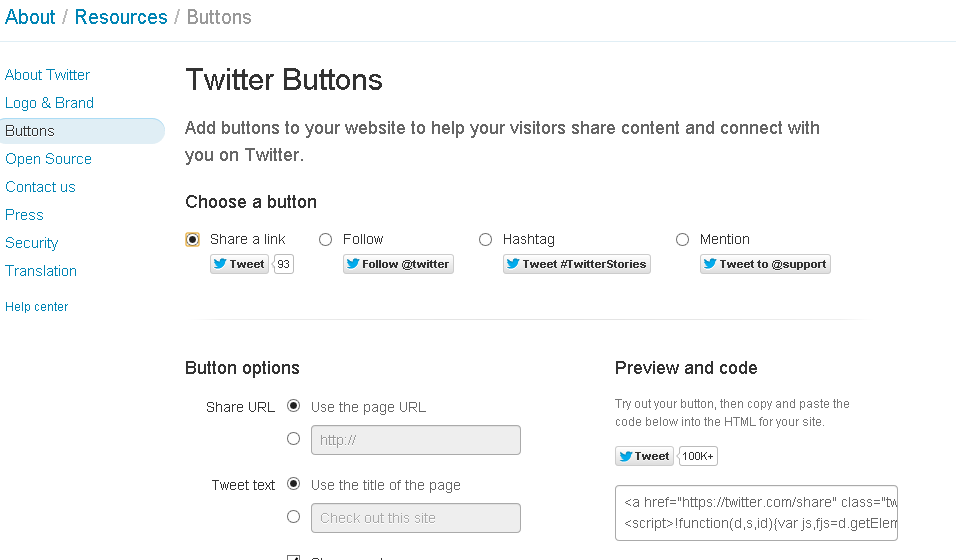 About / Resources / Buttons
About Twitter
Logo & Brand
Buttons
Open Source
Contact us
Press
Security
Translation
Help center
Twitter Buttons
Add buttons to your website to help your visitors share content and connect with
you on Twitter.
Choose a button
Share a link Follow Hashtag Mention
Tweet 93 Follow @twitter Tweet #TwitterStories Tweet to @support
Button options
Share URL Use the page URL
http://
Tweet text Use the title of the page
Check out this site
Preview and code
Try out your button, then copy and paste the
code below into the HTML for your site.
Tweet 100K+
<a href="https://twitter.com/share" class="tw
<script>!function(d,s,id){var js,fjs=d.getElem